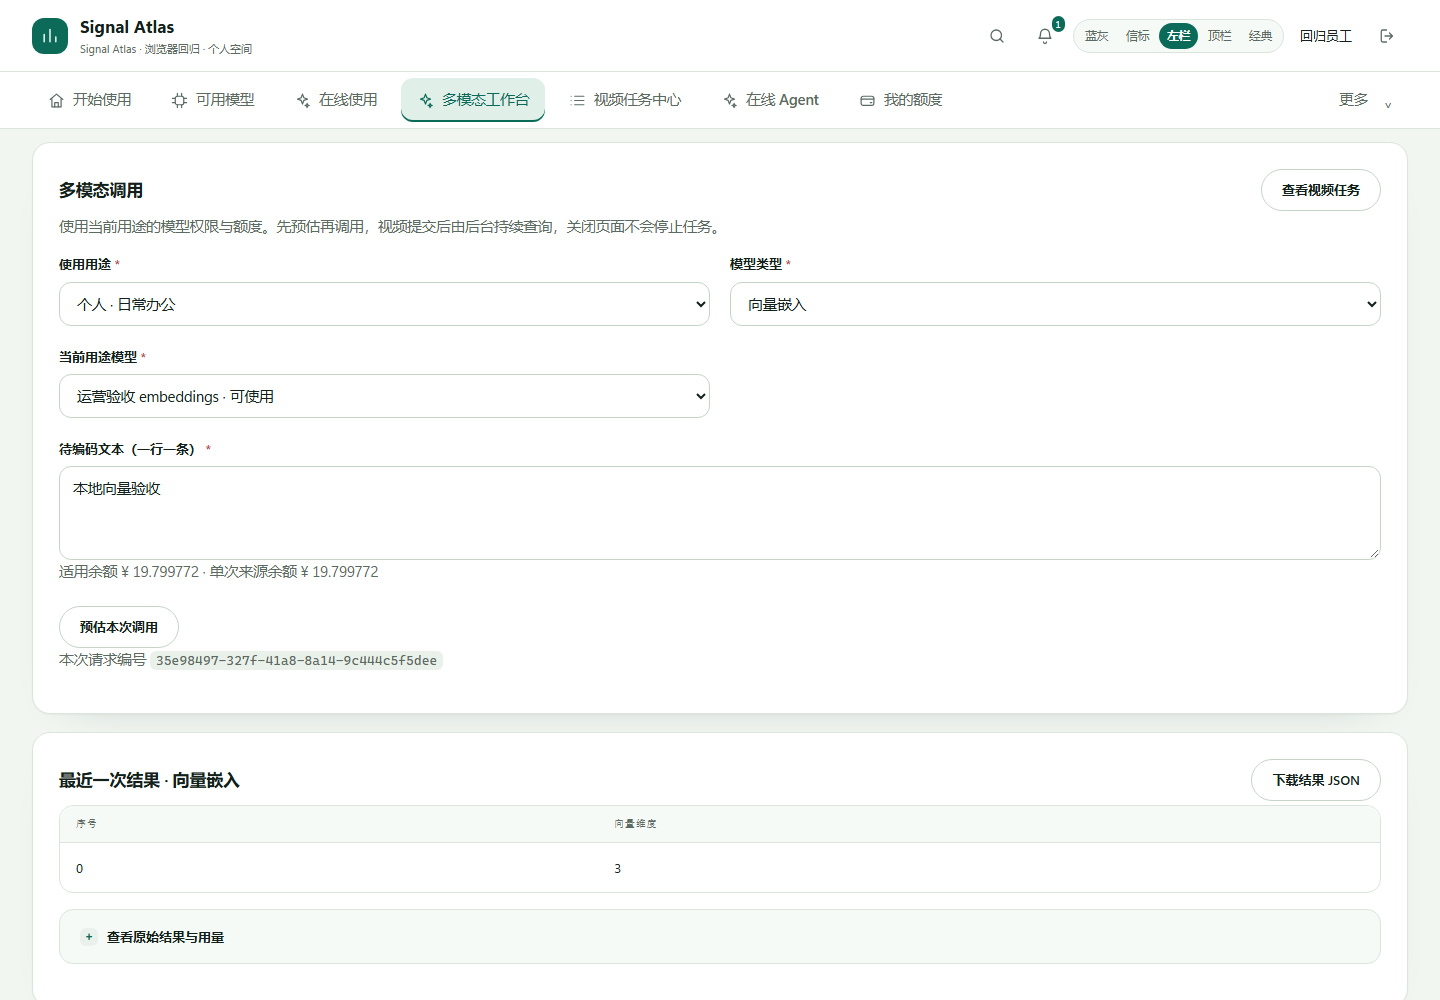 Signal Atlas
Signal Atlas · 浏览器回归 · 个人空间
1
蓝灰 信标 左栏 顶栏 经典
回归员工
开始使用 可用模型 在线使用 多模态工作台 视频任务中心 在线 Agent 我的额度 更多
多模态调用
查看视频任务
使用当前用途的模型权限与额度。先预估再调用，视频提交后由后台持续查询，关闭页面不会停止任务。
使用用途 * 模型类型 *
个人 · 日常办公 向量嵌入
当前用途模型 *
运营验收 embeddings · 可使用
待编码文本（一行一条） *
本地向量验收
适用余额 ¥ 19.799772 · 单次来源余额 ¥ 19.799772
预估本次调用
本次请求编号 35e98497-327f-41a8-8a14-9c444c5f5dee
最近一次结果 · 向量嵌入
下载结果 JSON
序号 向量维度
0 3
+ 查看原始结果与用量